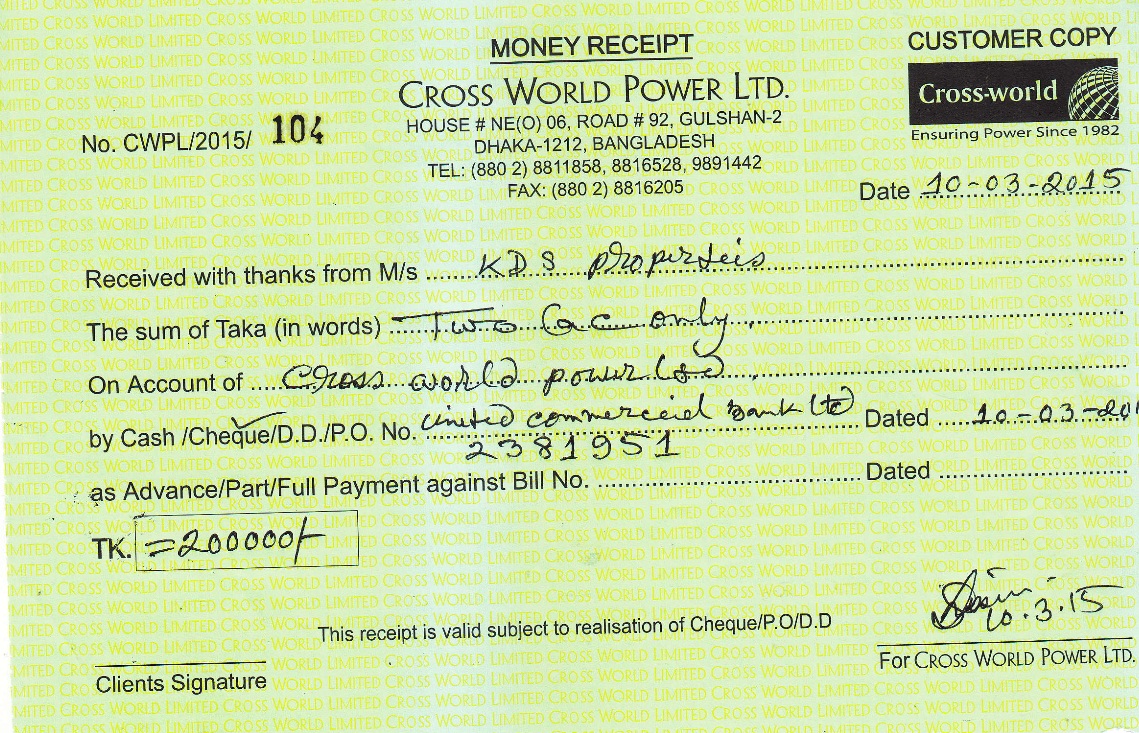 MONEY RECEIPT
CUSTOMER COPY
CROSS WORLD POWER LTD.
Cross-world
Ensuring Power Since 1982
No. CWPL/2015/ 104
HOUSE # NE(O) 06, ROAD # 92, GULSHAN-2
DHAKA-1212, BANGLADESH
TEL: (880 2) 8811858, 8816528, 9891442
FAX: (880 2) 8816205
Date 10-03-2015
Received with thanks from M/s KDS Properteis
The sum of Taka (in words) Two Lac only.
On Account of Cross world power Ltd.
by Cash /Cheque/D.D./P.O. No. United commerceial Bank Ltd Dated 10-03-201
2381951
as Advance/Part/Full Payment against Bill No. Dated
TK. =200000/-
10.3.15
This receipt is valid subject to realisation of Cheque/P.O/D.D
For CROSS WORLD POWER LTD.
Clients Signature